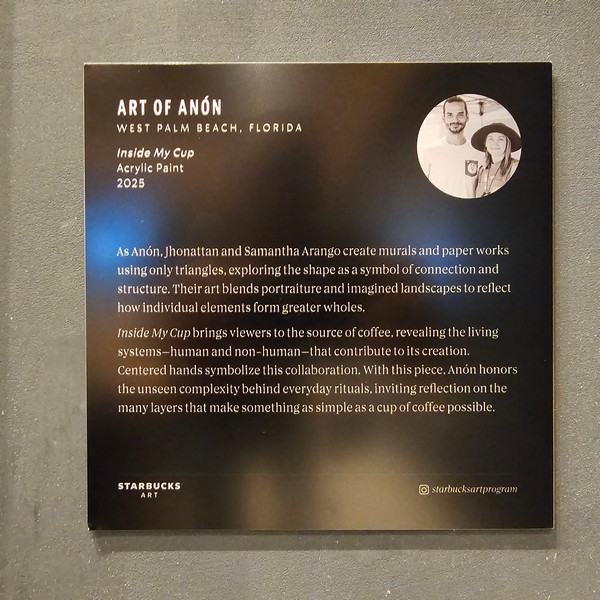 ART OF ANÓN
WEST PALM BEACH, FLORIDA
Inside My Cup
Acrylic Paint
2025
As Anón, Jhonattan and Samantha Arango create murals and paper works
using only triangles, exploring the shape as a symbol of connection and
structure. Their art blends portraiture and imagined landscapes to reflect
how individual elements form greater wholes.
Inside My Cup brings viewers to the source of coffee, revealing the living
systems—human and non-human—that contribute to its creation.
Centered hands symbolize this collaboration. With this piece, Anón honors
the unseen complexity behind everyday rituals, inviting reflection on the
many layers that make something as simple as a cup of coffee possible.
STARBUCKS
ART
starbucksartprogram